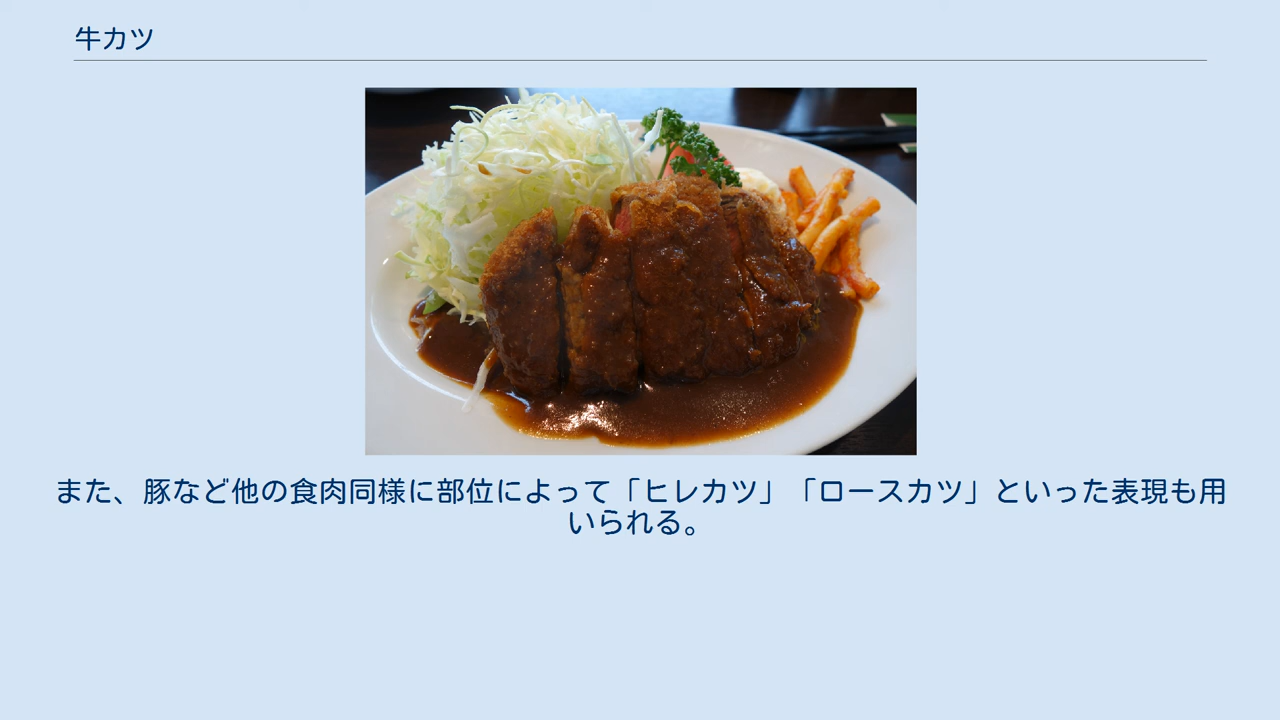 牛カツ
また、豚など他の食肉同様に部位によって「ヒレカツ」「ロースカツ」といった表現も用
いられる。